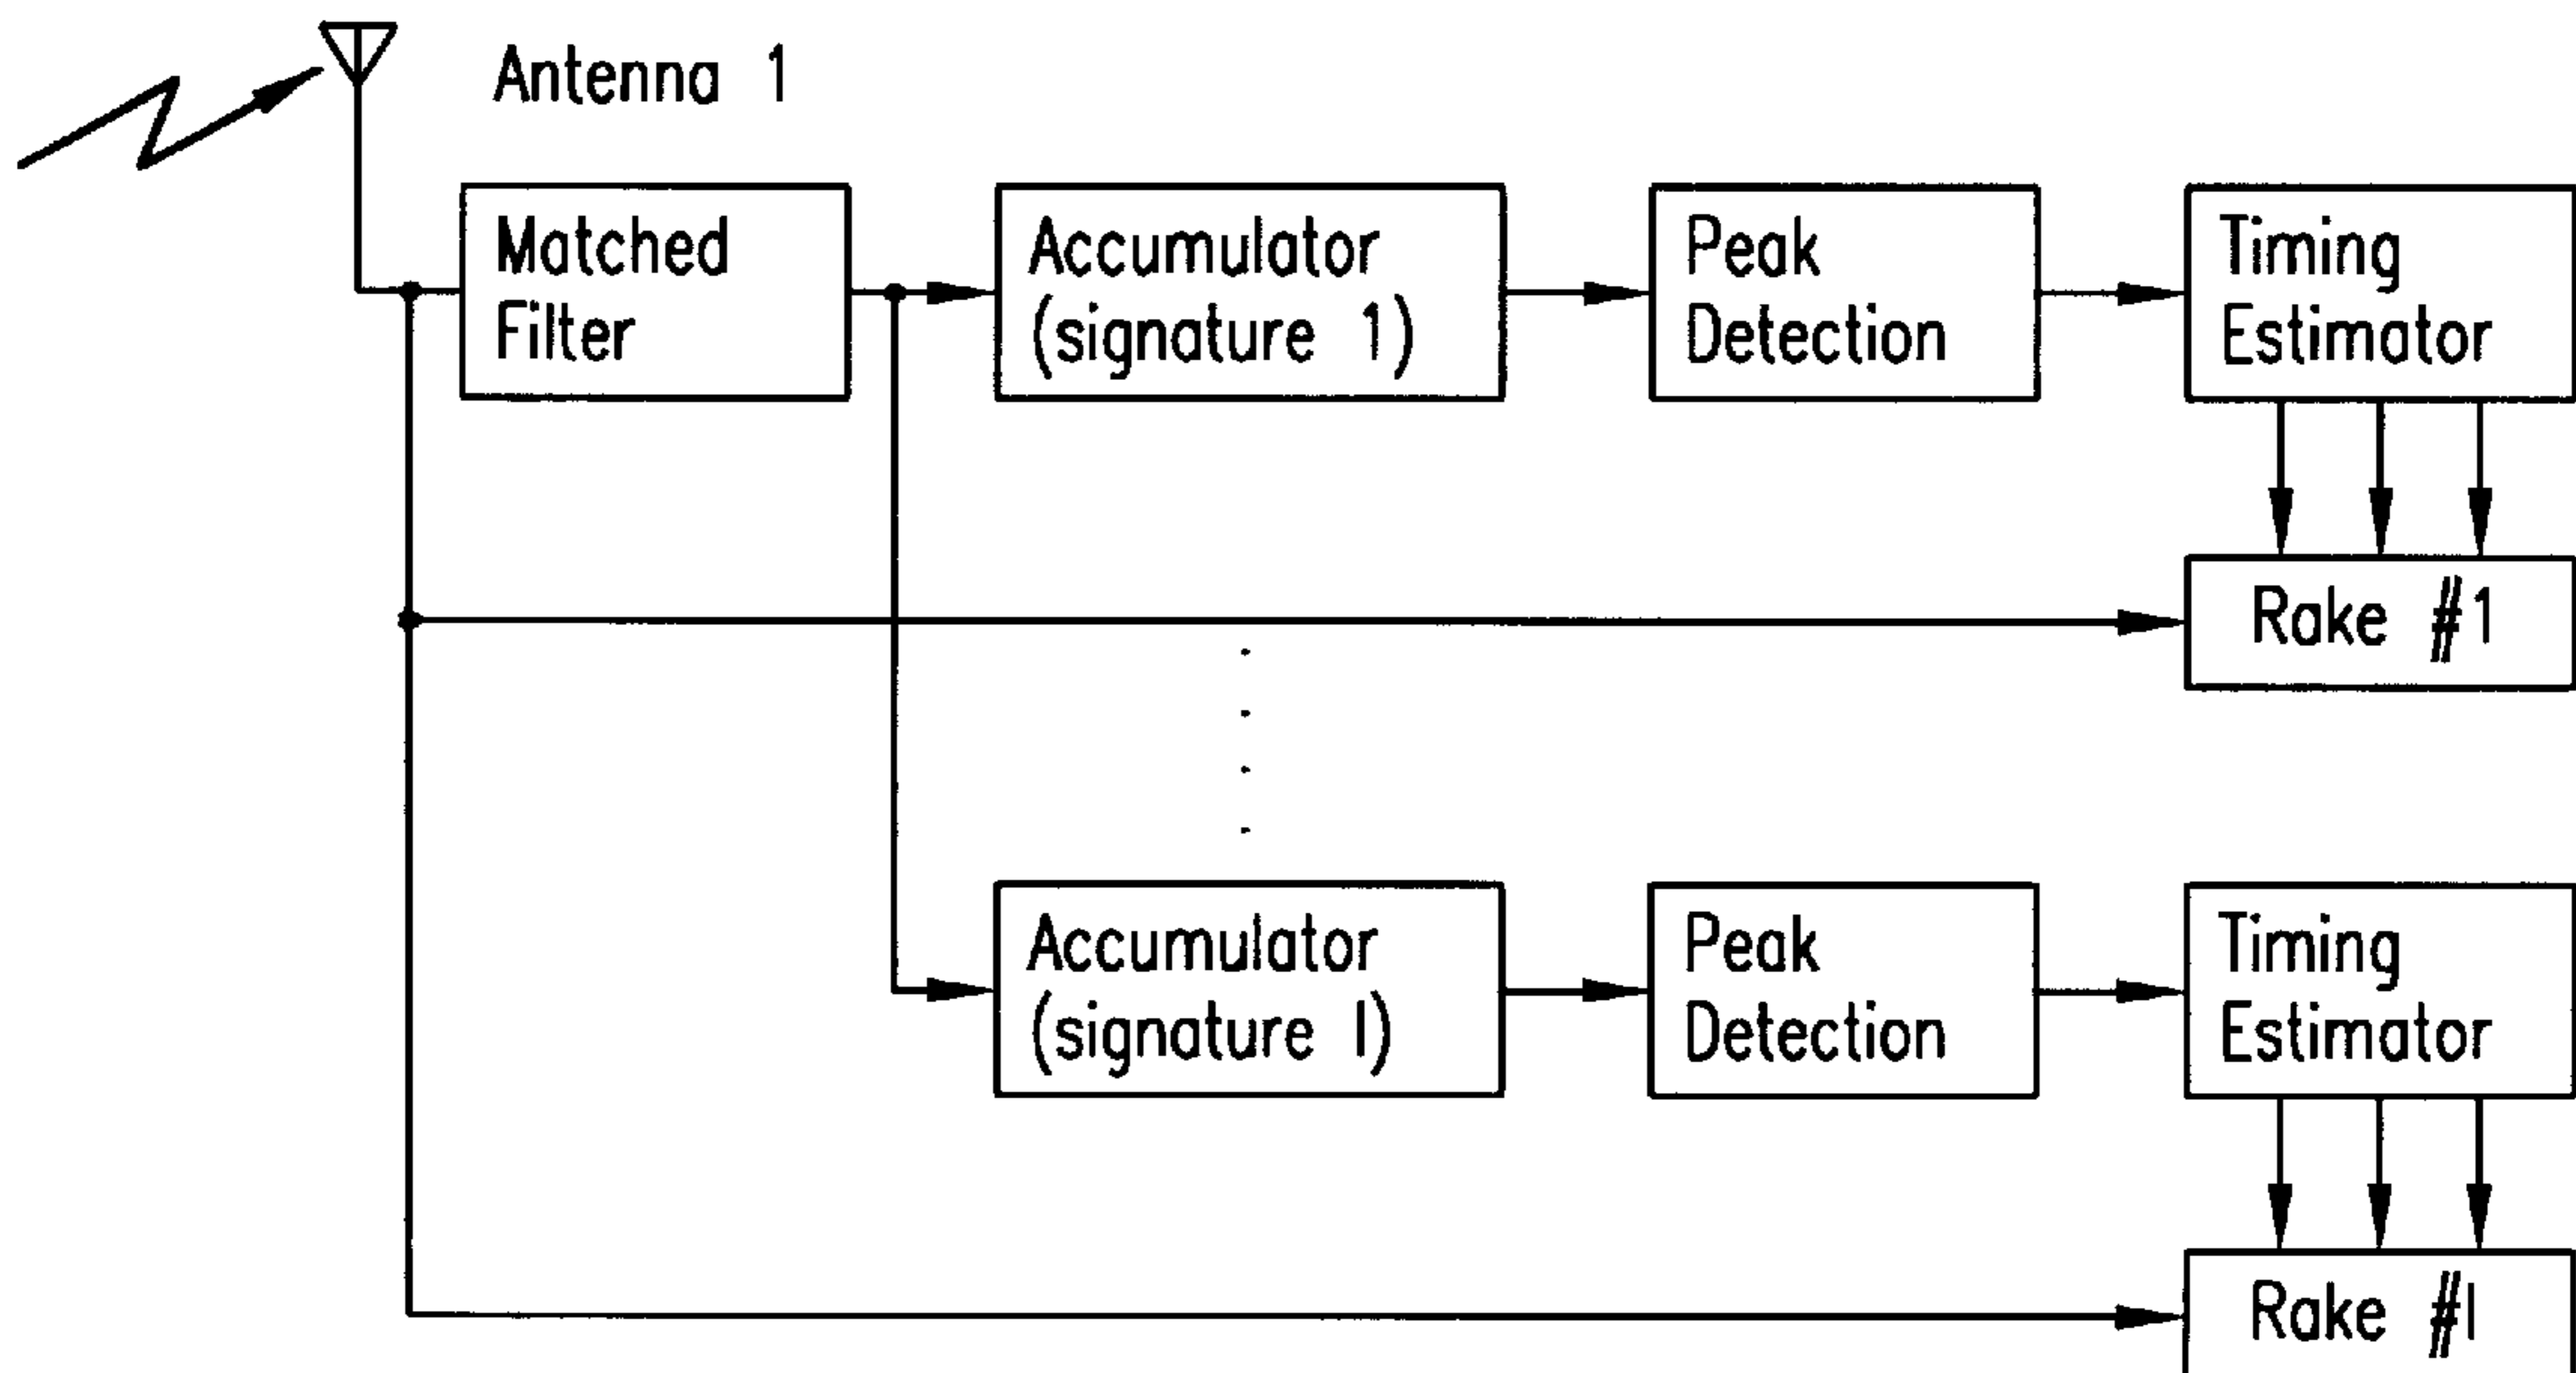 Antenna 1
Matched
Filter
Accumulator
(signature 1)
Peak
Detection
Timing
Estimator
Rake #1
Accumulator
(signature I)
Peak
Detection
Timing
Estimator
Rake #I